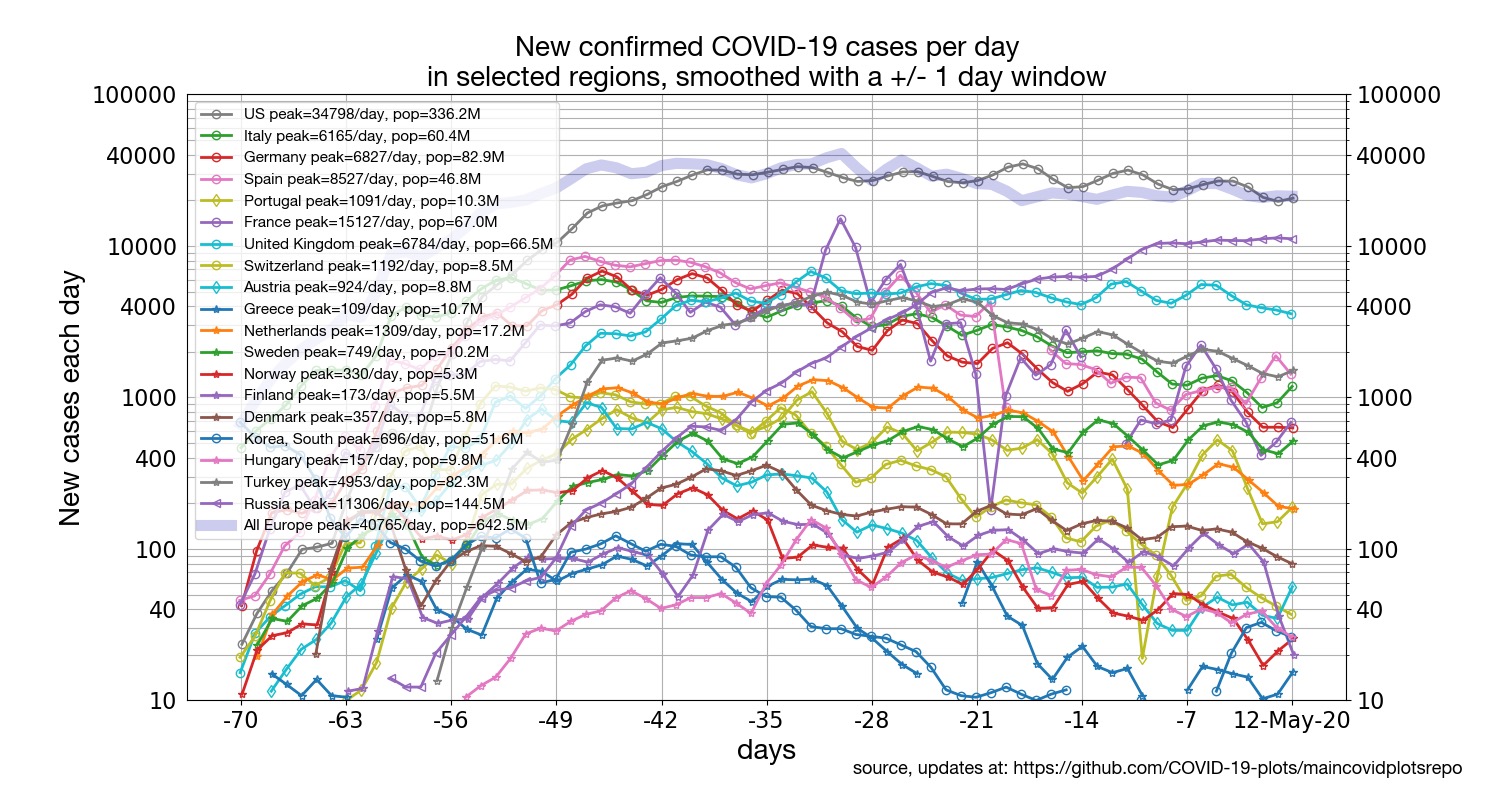 New confirmed COVID-19 cases per day
in selected regions, smoothed with a +/- 1 day window
New cases each day
100000
40000
10000
4000
1000
400
100
40
10
US peak=34798/day, pop=336.2M
Italy peak=6165/day, pop=60.4M
Germany peak=6827/day, pop=82.9M
Spain peak=8527/day, pop=46.8M
Portugal peak=1091/day, pop=10.3M
France peak=15127/day, pop=67.0M
United Kingdom peak=6784/day, pop=66.5M
Switzerland peak=1192/day, pop=8.5M
Austria peak=924/day, pop=8.8M
Greece peak=109/day, pop=10.7M
Netherlands peak=1309/day, pop=17.2M
Sweden peak=749/day, pop=10.2M
Norway peak=330/day, pop=5.3M
Finland peak=173/day, pop=5.5M
Denmark peak=357/day, pop=5.8M
Korea, South peak=696/day, pop=51.6M
Hungary peak=157/day, pop=9.8M
Turkey peak=4953/day, pop=82.3M
Russia peak=11306/day, pop=144.5M
All Europe peak=40765/day, pop=642.5M
100000
40000
10000
4000
1000
400
100
40
10
-70 -63 -56 -49 -42 -35 -28 -21 -14 -7 12-May-20
days
source, updates at: https://github.com/COVID-19-plots/maincovidplotsrepo